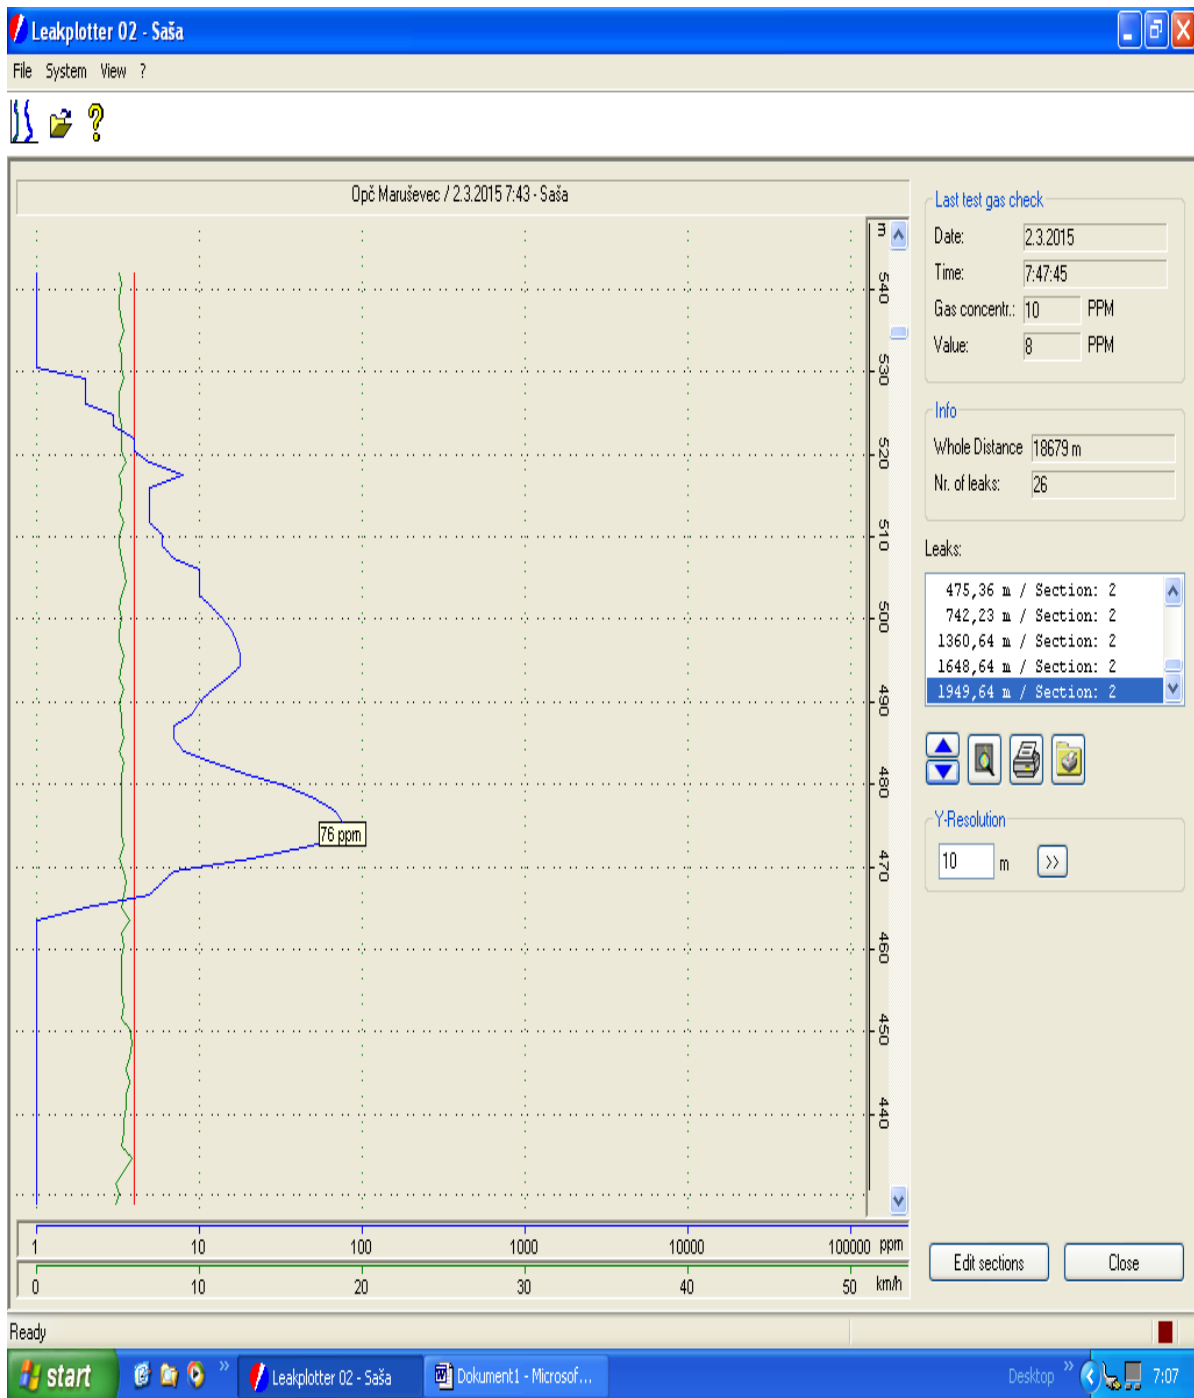 Leakplotter 02 - Saša
File System View ?
Opč Maruševec / 2.3.2015 7:43 - Saša
m
540
530
520
510
500
490
480
470
460
450
440
76 ppm
1 10 100 1000 10000 100000 ppm
0 10 20 30 40 50 km/h
Last test gas check
Date: 2.3.2015
Time: 7:47:45
Gas concentr.: 10 PPM
Value: 8 PPM
Info
Whole Distance 18679 m
Nr. of leaks: 26
Leaks:
475,36 m / Section: 2
742,23 m / Section: 2
1360,64 m / Section: 2
1648,64 m / Section: 2
1949,64 m / Section: 2
Y-Resolution
10 m >>
Edit sections Close
Ready
start » Leakplotter 02 - Saša Dokument1 - Microsof... Desktop » 7:07